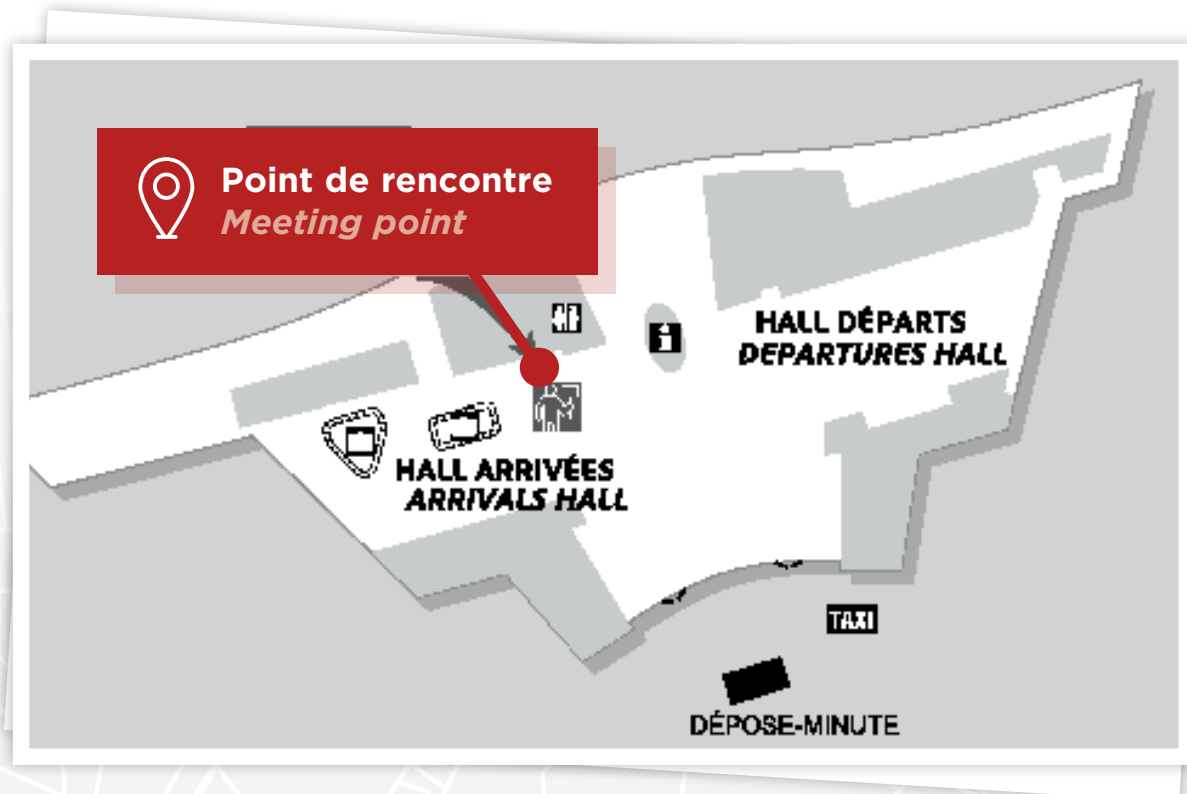 Point de rencontre
Meeting point
HALL DÉPARTS
DEPARTURES HALL
HALL ARRIVÉES
ARRIVALS HALL
TAXI
DÉPOSE-MINUTE